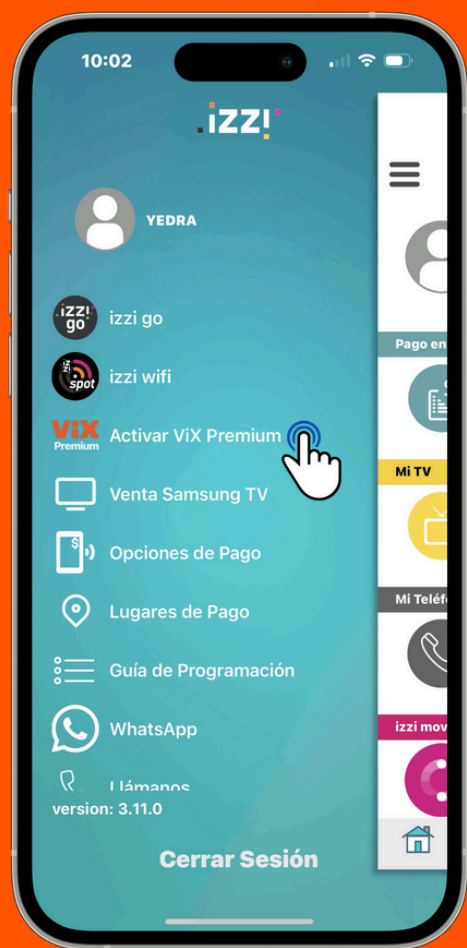 10:02
izzi
YEDRA
izzi go
izzi go
izzi spot
izzi wifi
ViX
Premium
Activar ViX Premium
Venta Samsung TV
$
Opciones de Pago
Lugares de Pago
Guía de Programación
WhatsApp
Llámanos
version: 3.11.0
Cerrar Sesión
Pago en
Mi TV
Mi Teléf
izzi mov